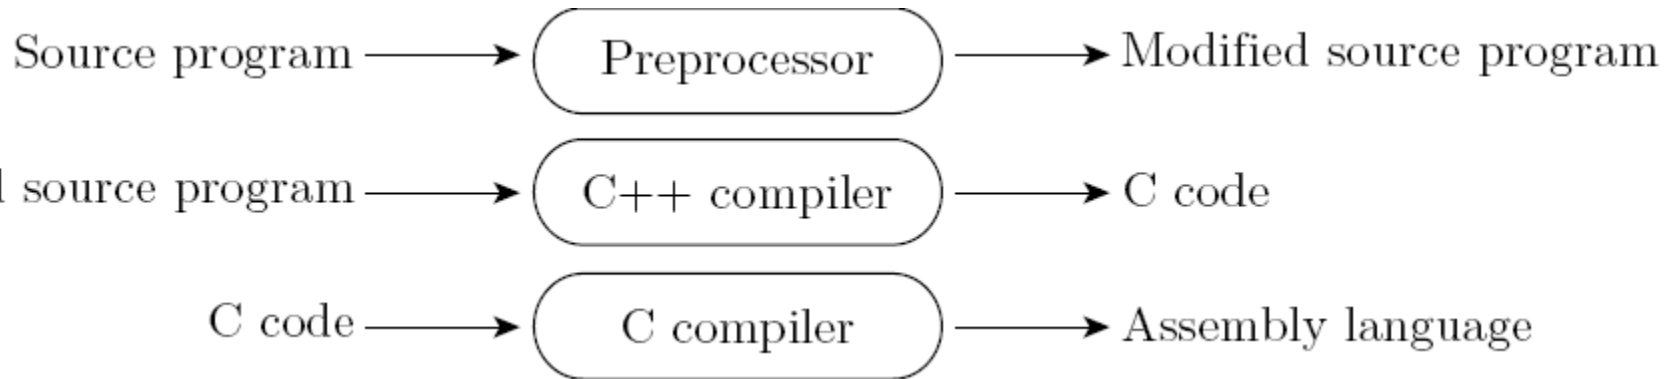 Source program Preprocessor Modified source program
source program C++ compiler C code
C code C compiler Assembly language